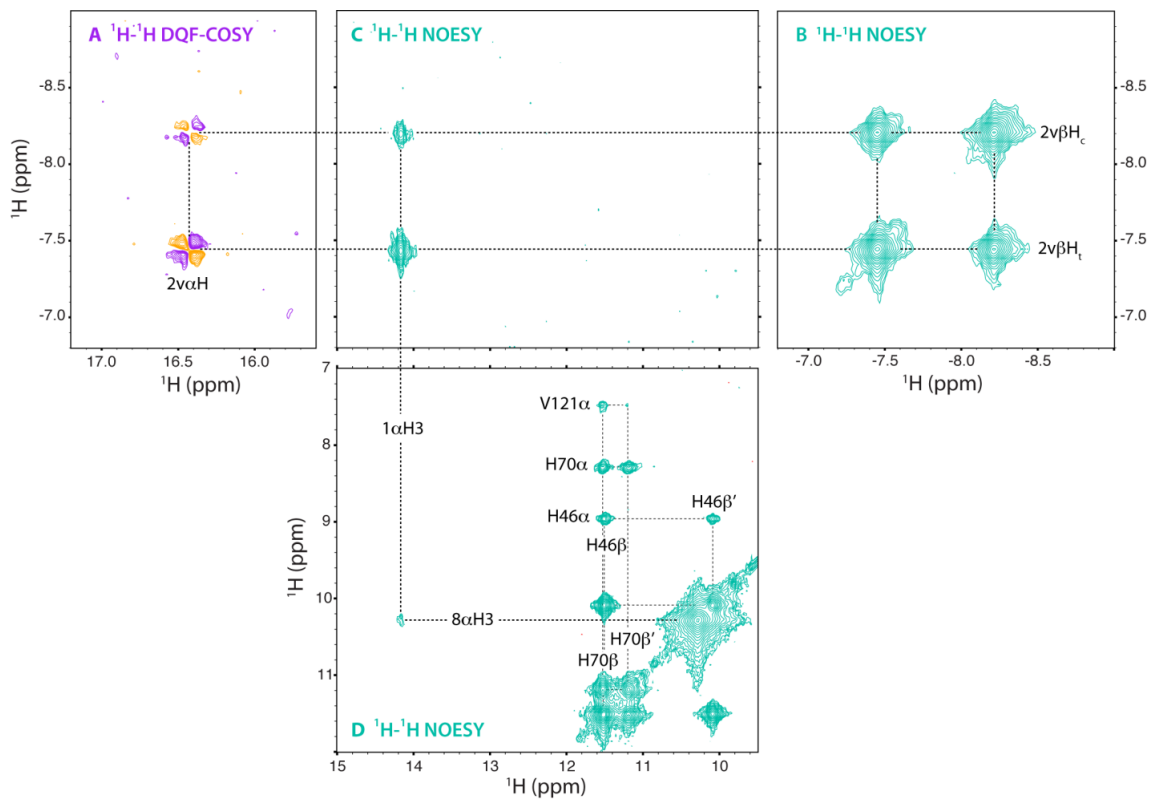 A ¹H-¹H DQF-COSY
C ¹H-¹H NOESY
B ¹H-¹H NOESY
-8.5
-8.0
-7.5
-7.0
¹H (ppm)
2vαH
17.0 16.5 16.0
¹H (ppm)
-8.5
-8.0
-7.5
-7.0
2vβHc
2vβHt
-7.0 -7.5 -8.0 -8.5
¹H (ppm)
7
8
9
10
11
¹H (ppm)
1αH3
V121α
H70α
H46α
H46β'
H46β
8αH3
H70β'
H70β
D ¹H-¹H NOESY
15 14 13 12 11 10
¹H (ppm)